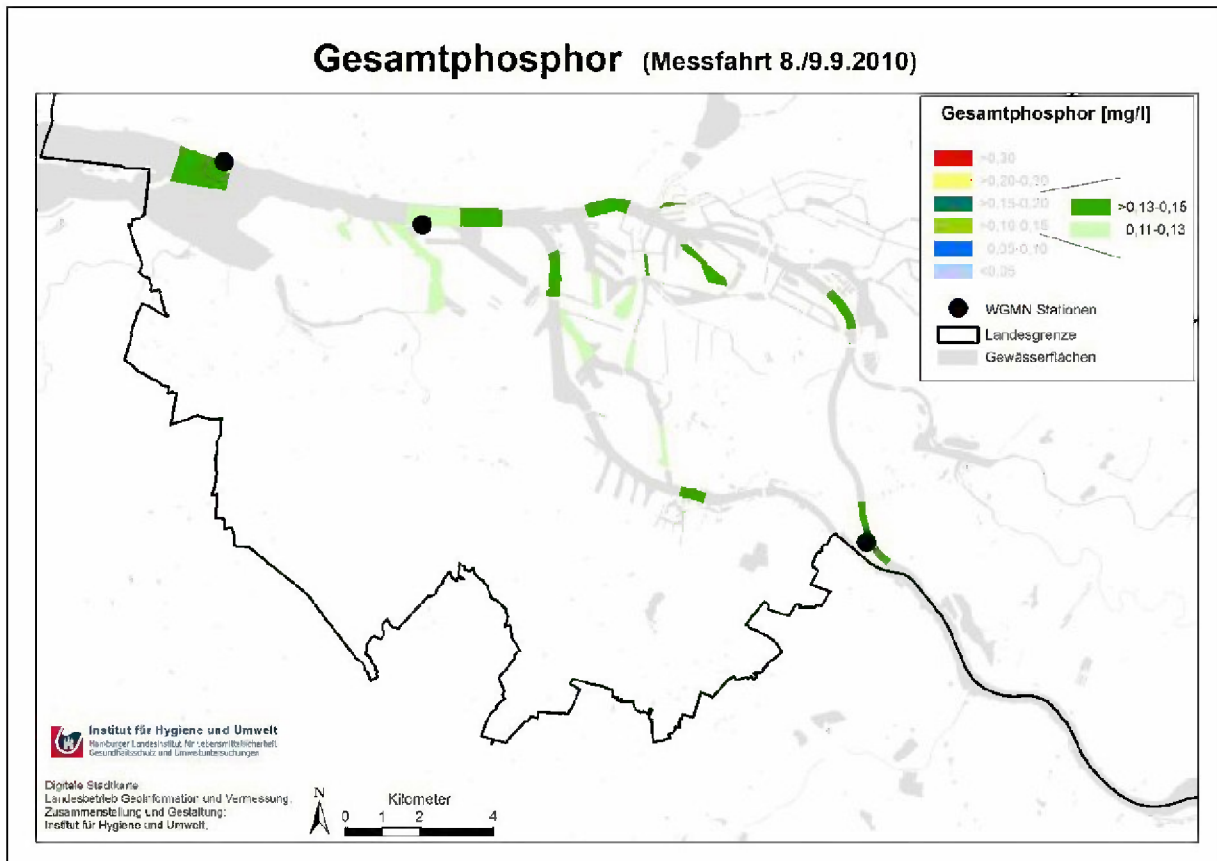 Gesamtphosphor (Messfahrt 8./9.9.2010)
Gesamtphosphor [mg/l]
>0,30
>0,20-0,30
>0,15-0,20
>0,10-0,15
0,05-0,10
<0,05
>0,13-0,15
0,11-0,13
WGMN Stationen
Landesgrenze
Gewässerflächen
Institut für Hygiene und Umwelt
Hamburger Landesinstitut für Lebensmittelsicherheit
Gesundheitsschutz und Umweltuntersuchungen
Digitale Stadtkarte:
Landesbetrieb Geoinformation und Vermessung;
Zusammenstellung und Gestaltung:
Institut für Hygiene und Umwelt,
N
Kilometer
0 1 2 4